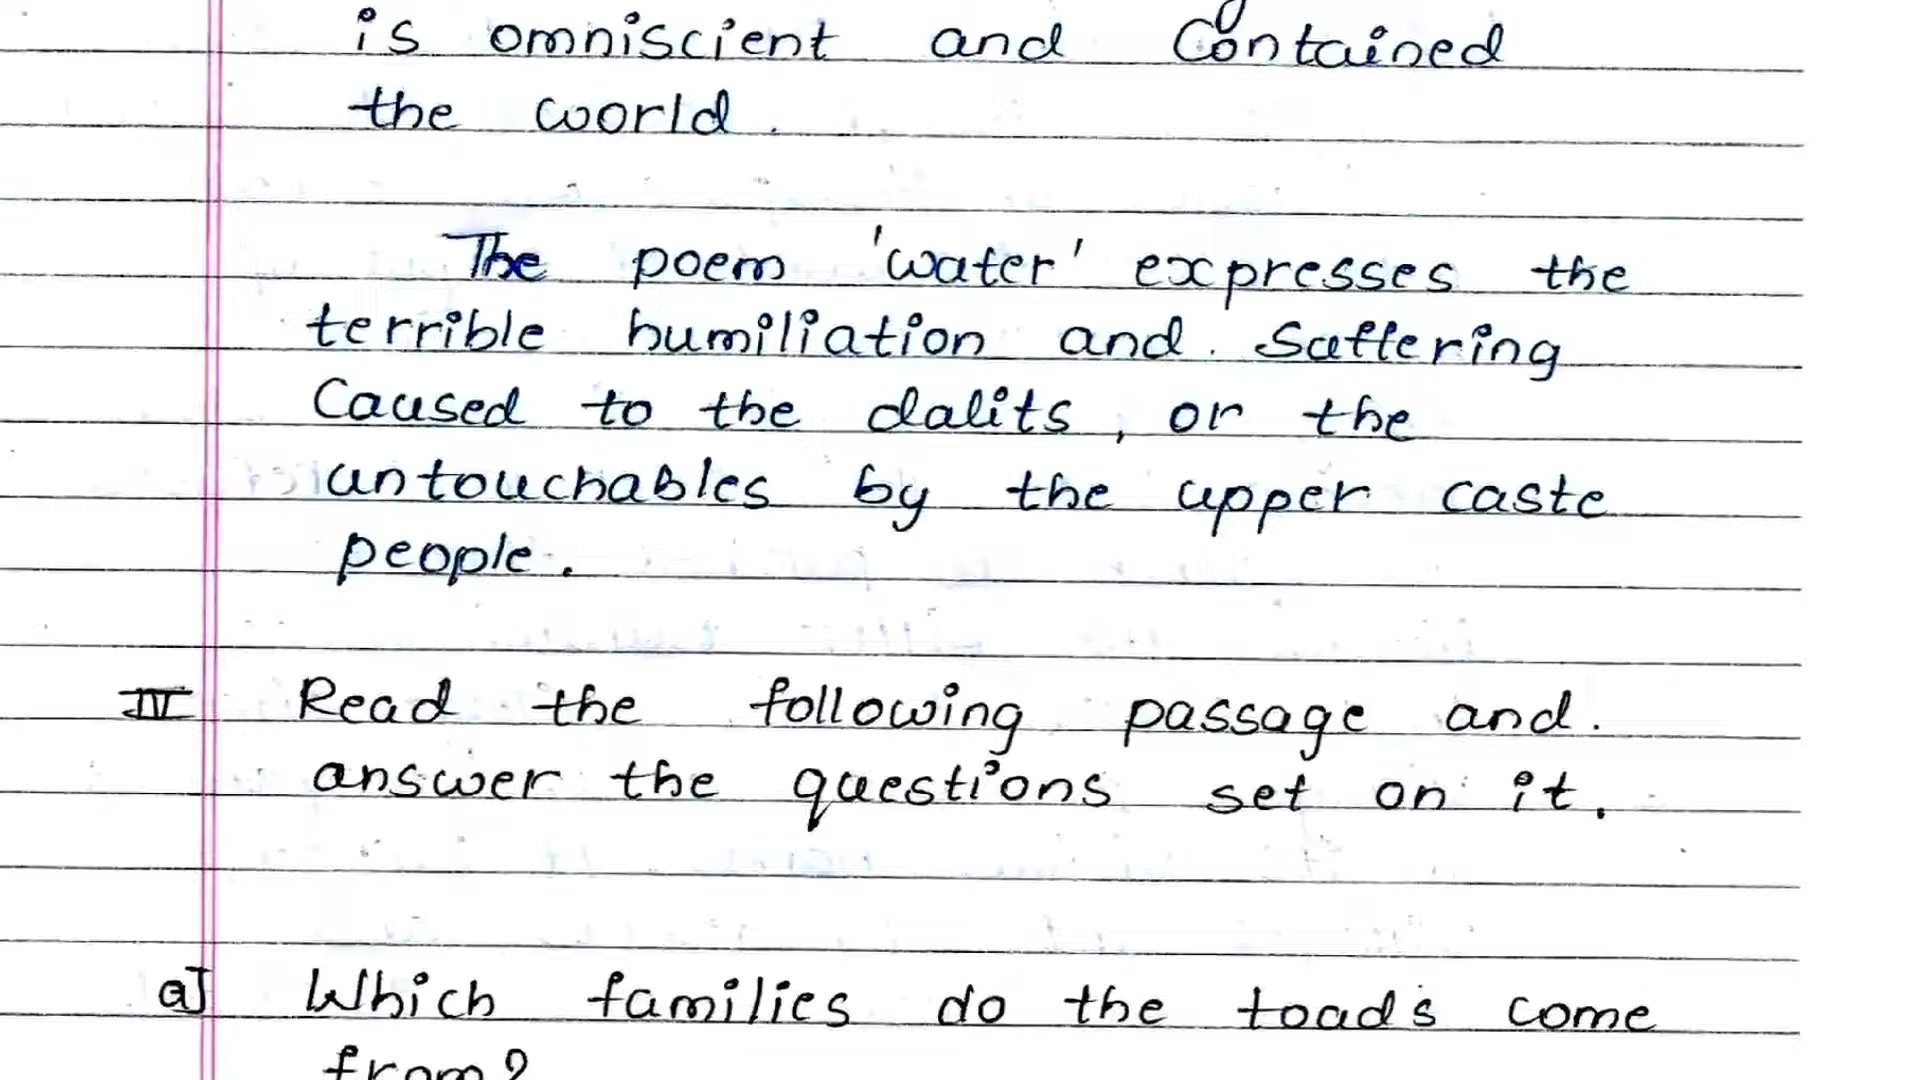 is omniscient and Contained
the world.
The poem 'water' expresses the
terrible humiliation and suffering
Caused to the dalits, or the
untouchables by the upper caste
people.
IV Read the following passage and.
answer the questions set on it.
a] Which families do the toads come
from?